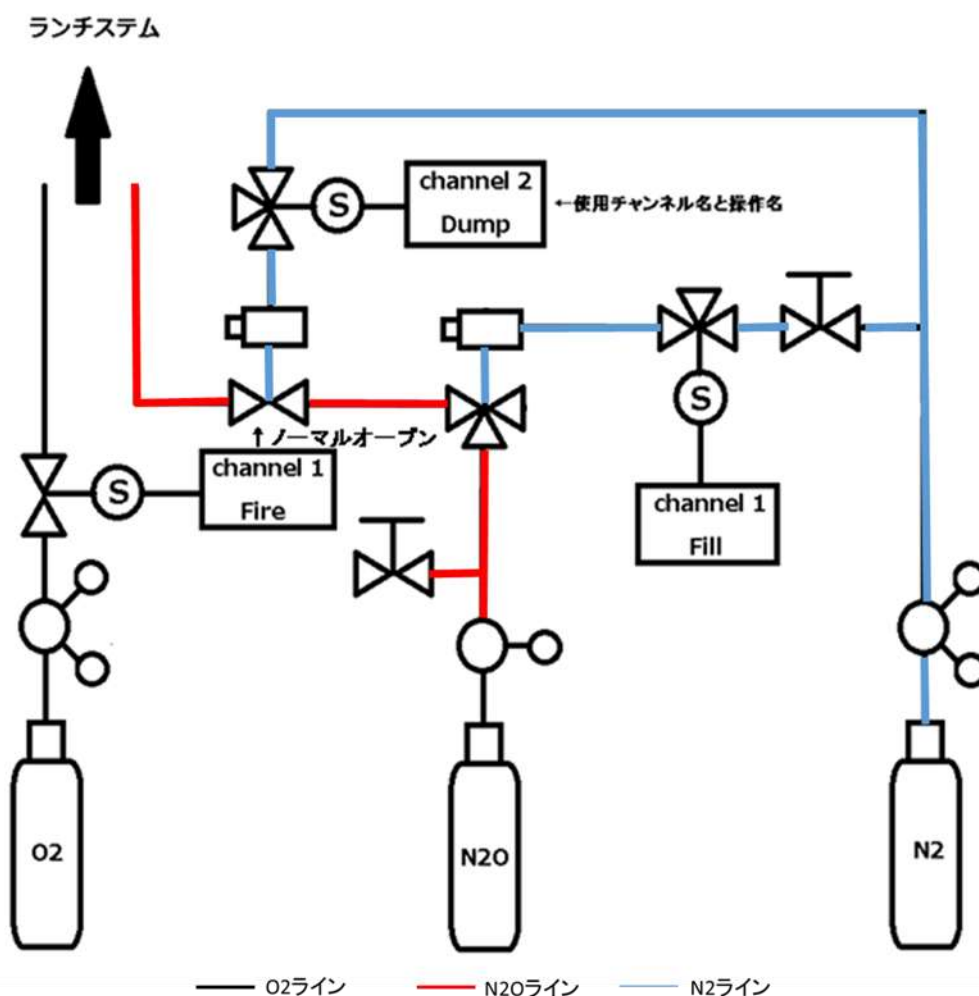 ランチステム
channel 2
Dump
←使用チャンネル名と操作名
S
↑ノーマルオープン
S
channel 1
Fire
S
channel 1
Fill
O2
N2O
N2
O2ライン
N2Oライン
N2ライン